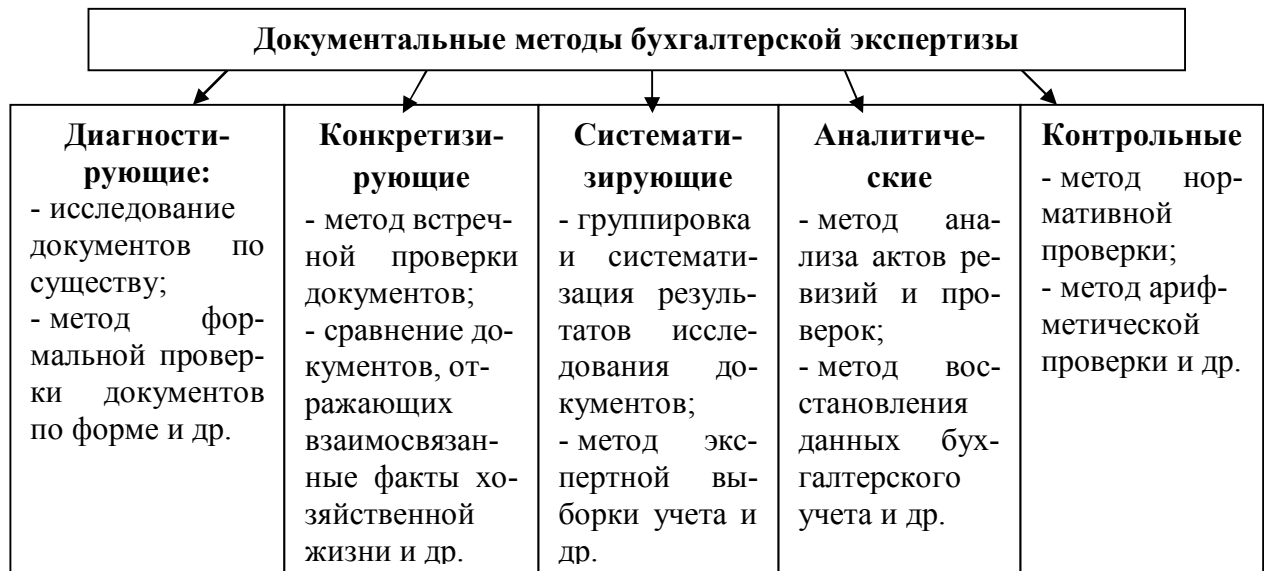 Документальные методы бухгалтерской экспертизы
Диагности-
рующие:
- исследование
документов по
существу;
- метод фор-
мальной провер-
ки документов
по форме и др.
Конкретизи-
рующие
- метод встреч-
ной проверки
документов;
- сравнение до-
кументов, от-
ражающих
взаимосвязан-
ные факты хо-
зяйственной
жизни и др.
Системати-
зирующие
- группировка
и системати-
зация резуль-
татов иссле-
дования до-
кументов;
- метод экс-
пертной вы-
борки учета и
др.
Аналитиче-
ские
- метод ана-
лиза актов ре-
визий и про-
верок;
- метод вос-
становления
данных бух-
галтерского
учета и др.
Контрольные
- метод нор-
мативной
проверки;
- метод ариф-
метической
проверки и др.